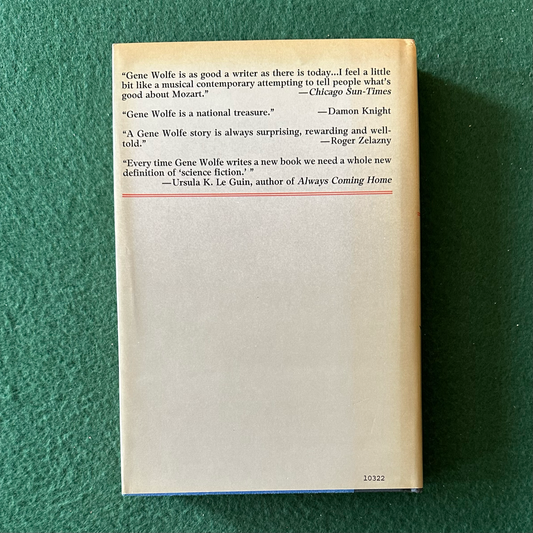 “Gene Wolfe is as good a writer as there is today...I feel a little
bit like a musical contemporary attempting to tell people what's
good about Mozart.” —Chicago Sun-Times
“Gene Wolfe is a national treasure.” —Damon Knight
“A Gene Wolfe story is always surprising, rewarding and well-
told.” —Roger Zelazny
“Every time Gene Wolfe writes a new book we need a whole new
definition of ‘science fiction.’ ”
—Ursula K. Le Guin, author of Always Coming Home
10322